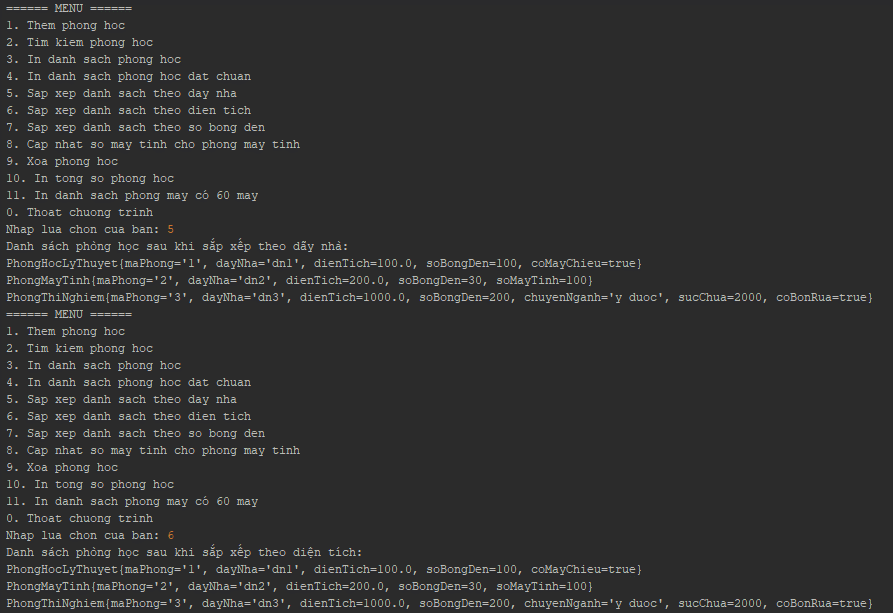 ====== MENU ======
1. Them phong hoc
2. Tim kiem phong hoc
3. In danh sach phong hoc
4. In danh sach phong hoc dat chuan
5. Sap xep danh sach theo day nha
6. Sap xep danh sach theo dien tich
7. Sap xep danh sach theo so bong den
8. Cap nhat so may tinh cho phong may tinh
9. Xoa phong hoc
10. In tong so phong hoc
11. In danh sach phong may có 60 may
0. Thoat chuong trinh
Nhap lua chon cua ban: 5
Danh sách phòng học sau khi sắp xếp theo dãy nhà:
PhongHocLyThuyet{maPhong='1', dayNha='dn1', dienTich=100.0, soBongDen=100, coMayChieu=true}
PhongMayTinh{maPhong='2', dayNha='dn2', dienTich=200.0, soBongDen=30, soMayTinh=100}
PhongThiNghiem{maPhong='3', dayNha='dn3', dienTich=1000.0, soBongDen=200, chuyenNganh='y duoc', sucChua=2000, coBonRua=true}
====== MENU ======
1. Them phong hoc
2. Tim kiem phong hoc
3. In danh sach phong hoc
4. In danh sach phong hoc dat chuan
5. Sap xep danh sach theo day nha
6. Sap xep danh sach theo dien tich
7. Sap xep danh sach theo so bong den
8. Cap nhat so may tinh cho phong may tinh
9. Xoa phong hoc
10. In tong so phong hoc
11. In danh sach phong may có 60 may
0. Thoat chuong trinh
Nhap lua chon cua ban: 6
Danh sách phòng học sau khi sắp xếp theo diện tích:
PhongHocLyThuyet{maPhong='1', dayNha='dn1', dienTich=100.0, soBongDen=100, coMayChieu=true}
PhongMayTinh{maPhong='2', dayNha='dn2', dienTich=200.0, soBongDen=30, soMayTinh=100}
PhongThiNghiem{maPhong='3', dayNha='dn3', dienTich=1000.0, soBongDen=200, chuyenNganh='y duoc', sucChua=2000, coBonRua=true}